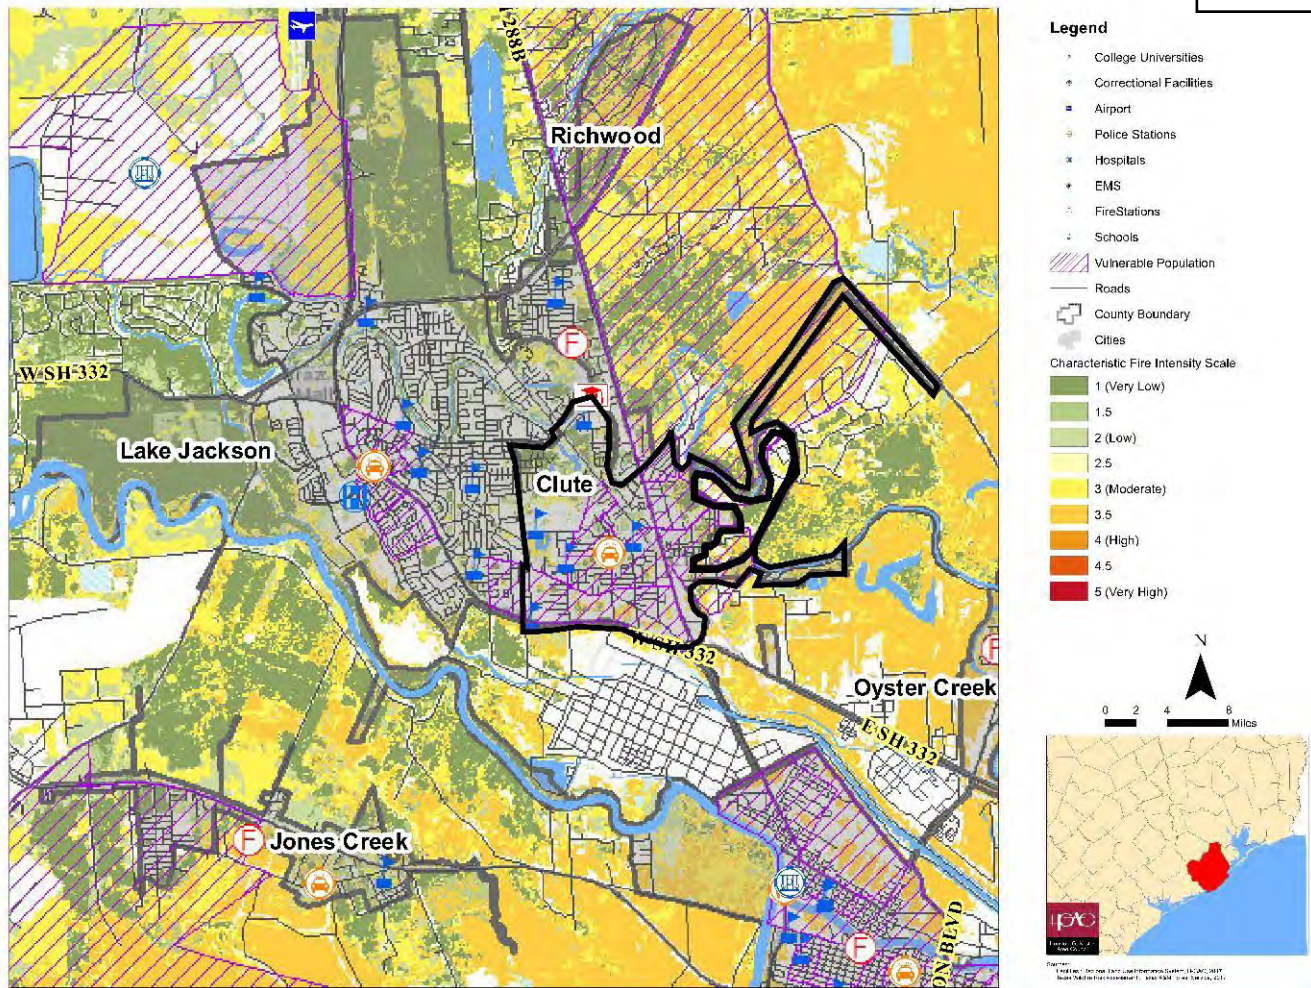 288B
Richwood
W SH-332
Lake Jackson
Clute
W SH 332
Oyster Creek
E SH 332
Jones Creek
ON BLVD
F
F
F
F
Legend
College Universities
Correctional Facilities
Airport
Police Stations
Hospitals
EMS
FireStations
Schools
Vulnerable Population
Roads
County Boundary
Cities
Characteristic Fire Intensity Scale
1 (Very Low)
1.5
2 (Low)
2.5
3 (Moderate)
3.5
4 (High)
4.5
5 (Very High)
N
0 2 4 8
Miles